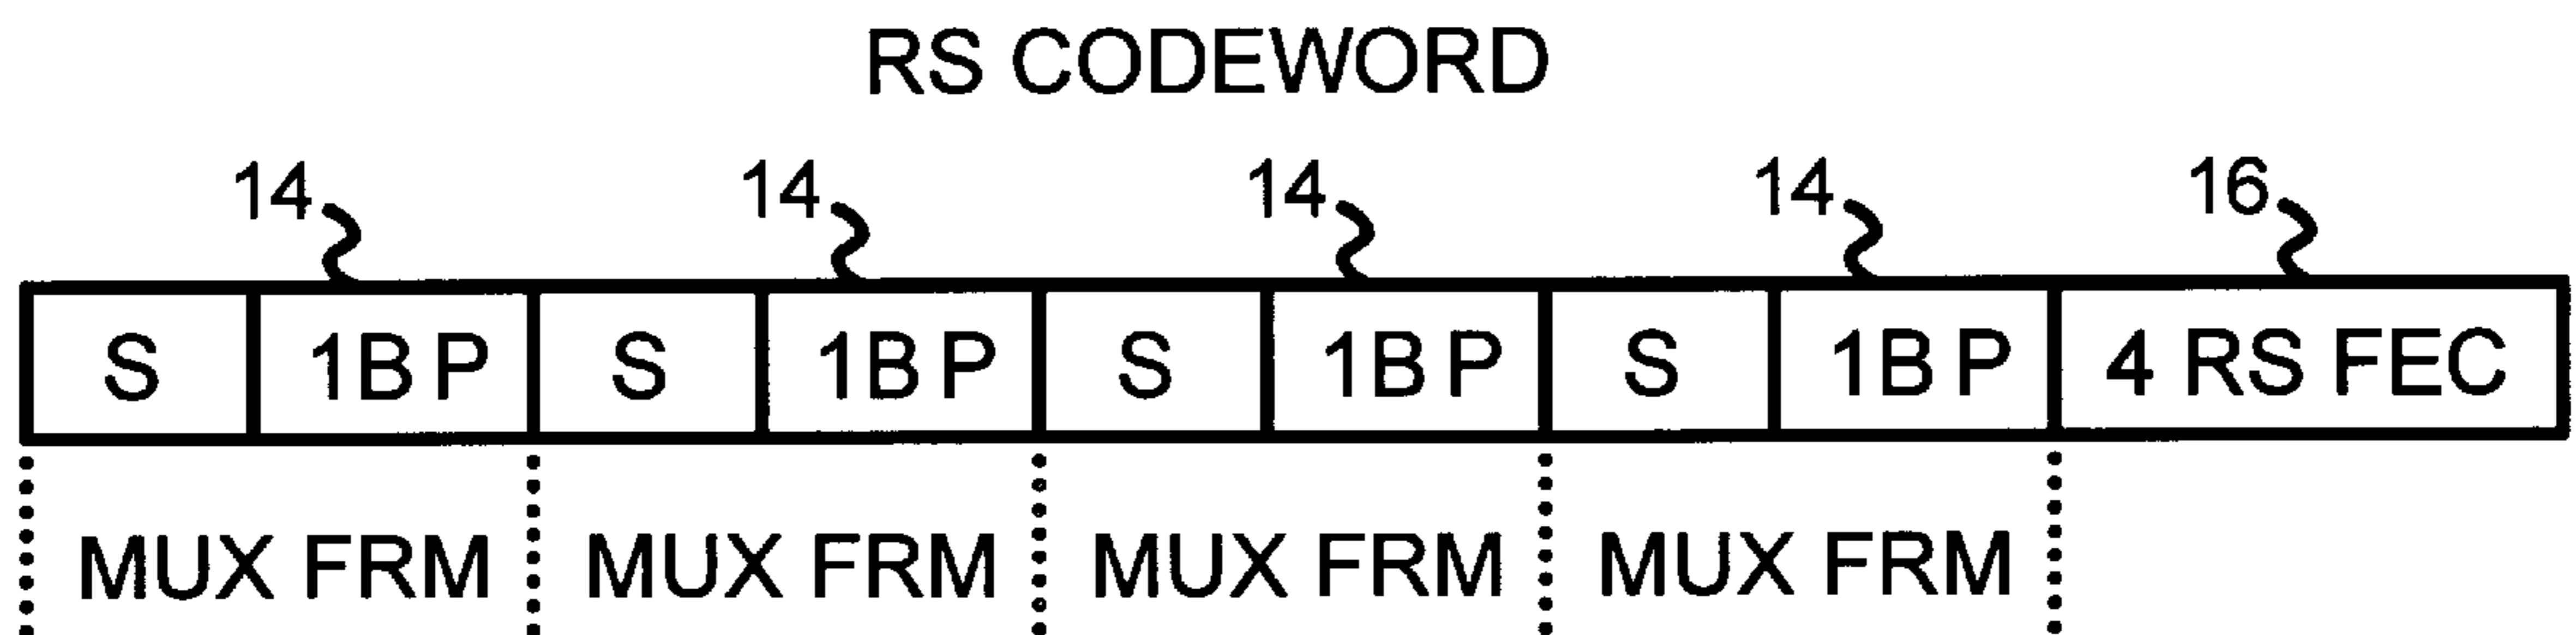 RS CODEWORD
14 14 14 14 16
S 1B P S 1B P S 1B P S 1B P 4 RS FEC
MUX FRM MUX FRM MUX FRM MUX FRM